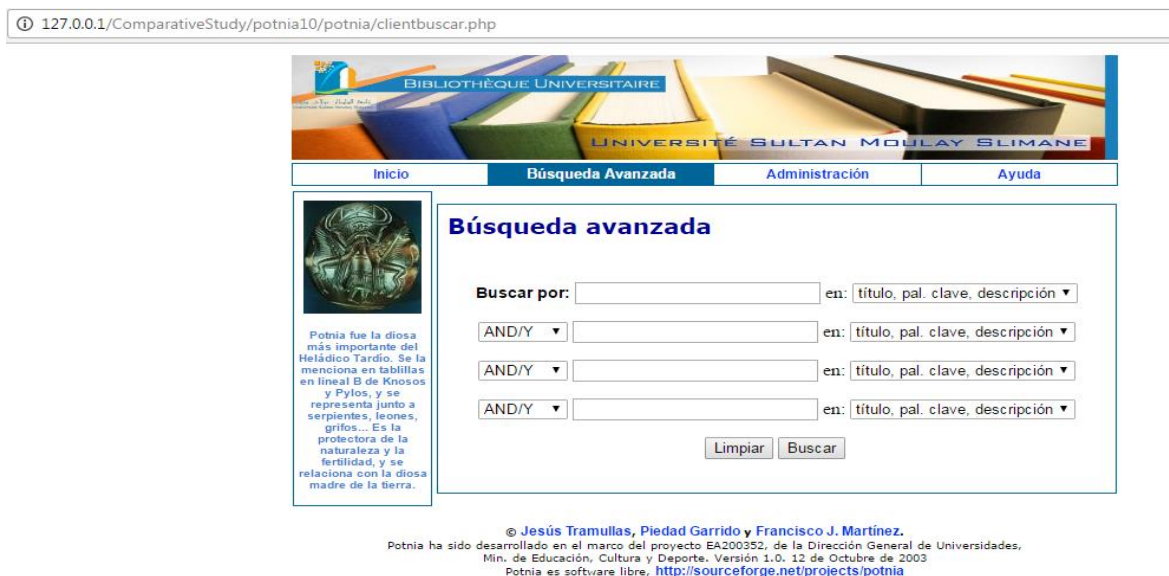 127.0.0.1/ComparativeStudy/potnia10/potnia/clientbuscar.php
BIBLIOTHÈQUE UNIVERSITAIRE
UNIVERSITÉ SULTAN MOULAY SLIMANE
Inicio Búsqueda Avanzada Administración Ayuda
Potnia fue la diosa
más importante del
Heládico Tardío. Se la
menciona en tablillas
en lineal B de Knosos
y Pylos, y se
representa junto a
serpientes, leones,
grifos... Es la
protectora de la
naturaleza y la
fertilidad, y se
relaciona con la diosa
madre de la tierra.
Búsqueda avanzada
Buscar por: en: título, pal. clave, descripción
AND/Y en: título, pal. clave, descripción
AND/Y en: título, pal. clave, descripción
AND/Y en: título, pal. clave, descripción
Limpiar Buscar
© Jesús Tramullas, Piedad Garrido y Francisco J. Martínez.
Potnia ha sido desarrollado en el marco del proyecto EA200352, de la Dirección General de Universidades,
Min. de Educación, Cultura y Deporte. Versión 1.0. 12 de Octubre de 2003
Potnia es software libre, http://sourceforge.net/projects/potnia